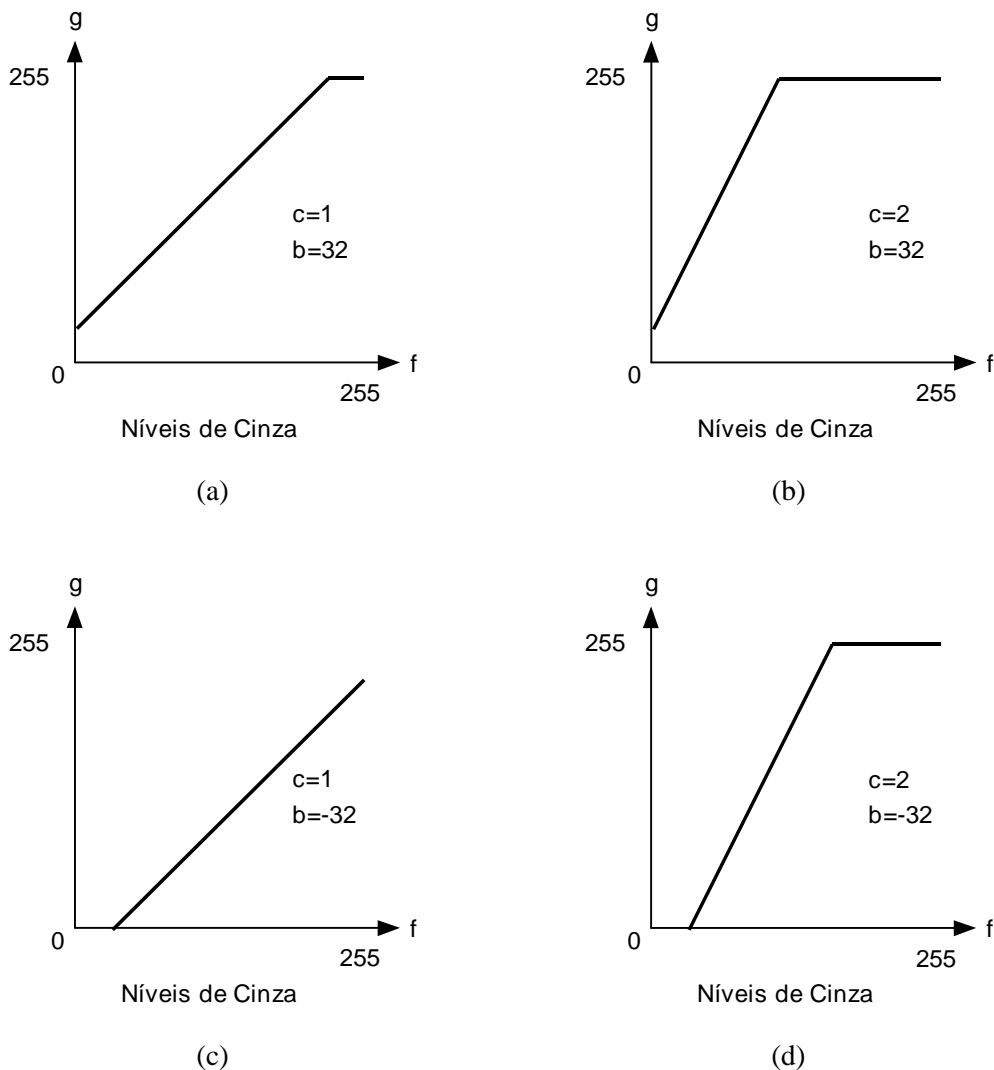 g
255
c=1
b=32
0
f
255
Níveis de Cinza
(a)
g
255
c=2
b=32
0
f
255
Níveis de Cinza
(b)
g
255
c=1
b=-32
0
f
255
Níveis de Cinza
(c)
g
255
c=2
b=-32
0
f
255
Níveis de Cinza
(d)